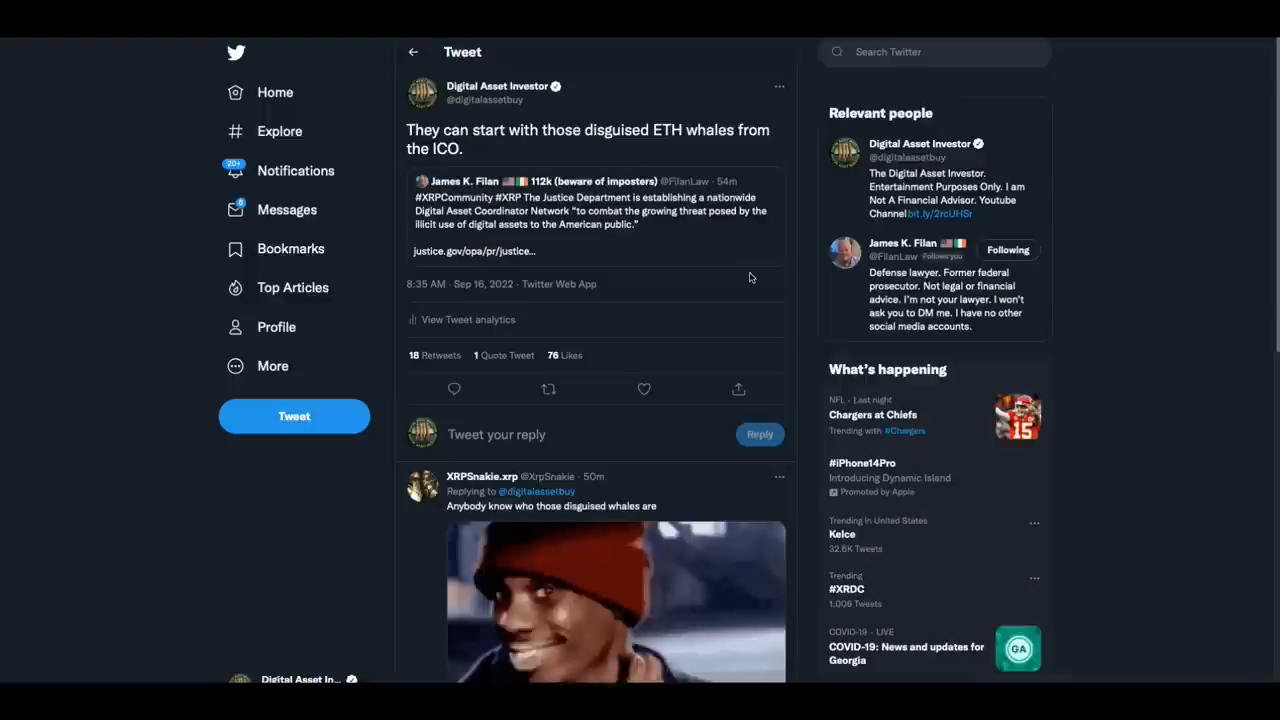 Tweet
Search Twitter
Home
Explore
20+
Notifications
6
Messages
Bookmarks
Top Articles
Profile
More
Tweet
Digital Asset In...
Digital Asset Investor
@digitalassetbuy
They can start with those disguised ETH whales from
the ICO.
James K. Filan 🇺🇸🇮🇪 112k (beware of imposters) @FilanLaw · 54m
#XRPCommunity #XRP The Justice Department is establishing a nationwide
Digital Asset Coordinator Network “to combat the growing threat posed by the
illicit use of digital assets to the American public.”
justice.gov/opa/pr/justice...
8:35 AM · Sep 16, 2022 · Twitter Web App
View Tweet analytics
18 Retweets 1 Quote Tweet 76 Likes
Tweet your reply
Reply
XRPSnakie.xrp @XrpSnakie · 50m
Replying to @digitalassetbuy
Anybody know who those disguised whales are
Relevant people
Digital Asset Investor
@digitalassetbuy
The Digital Asset Investor.
Entertainment Purposes Only. I am
Not A Financial Advisor. Youtube
Channel bit.ly/2rcUHSr
James K. Filan 🇺🇸🇮🇪
@FilanLaw Follows you
Following
Defense lawyer. Former federal
prosecutor. Not legal or financial
advice. I'm not your lawyer. I won't
ask you to DM me. I have no other
social media accounts.
What's happening
NFL · Last night
Chargers at Chiefs
Trending with #Chargers
15
#iPhone14Pro
Introducing Dynamic Island
Promoted by Apple
Trending in United States
Kelce
32.8K Tweets
Trending
#XRDC
1,006 Tweets
COVID-19 · LIVE
COVID-19: News and updates for
Georgia
GA